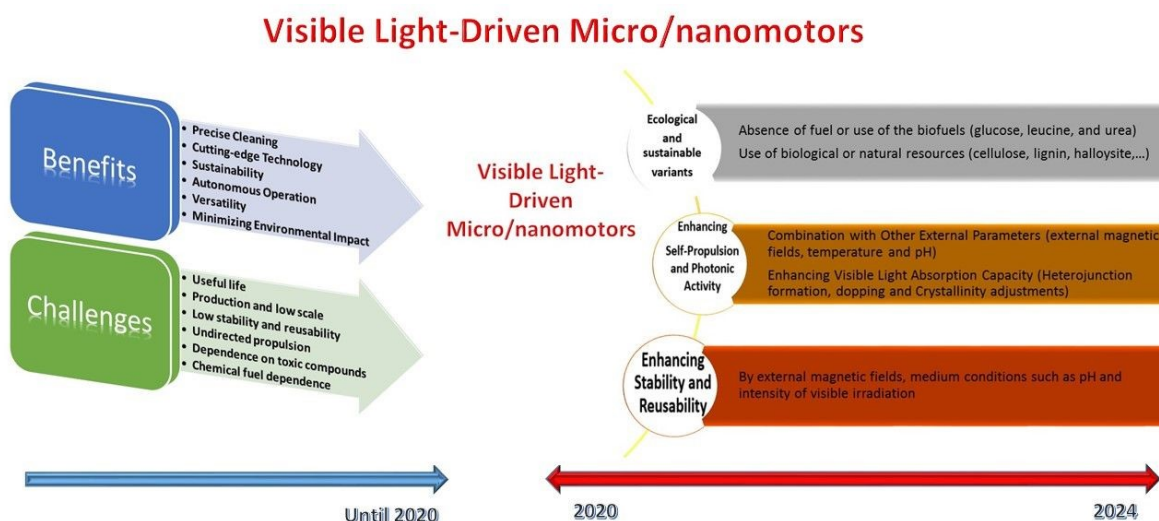 Visible Light-Driven Micro/nanomotors
Benefits
• Precise Cleaning
• Cutting-edge Technology
• Sustainability
• Autonomous Operation
• Versatility
• Minimizing Environmental Impact
Challenges
• Useful life
• Production and low scale
• Low stability and reusability
• Undirected propulsion
• Dependence on toxic compounds
• Chemical fuel dependence
Until 2020
Visible Light-
Driven
Micro/nanomotors
Ecological
and
sustainable
variants
Absence of fuel or use of the biofuels (glucose, leucine, and urea)
Use of biological or natural resources (cellulose, lignin, halloysite,...)
Enhancing
Self-Propulsion
and Photonic
Activity
Combination with Other External Parameters (external magnetic
fields, temperature and pH)
Enhancing Visible Light Absorption Capacity (Heterojunction
formation, dopping and Crystallinity adjustments)
Enhancing
Stability and
Reusability
By external magnetic fields, medium conditions such as pH and
intensity of visible irradiation
2020
2024